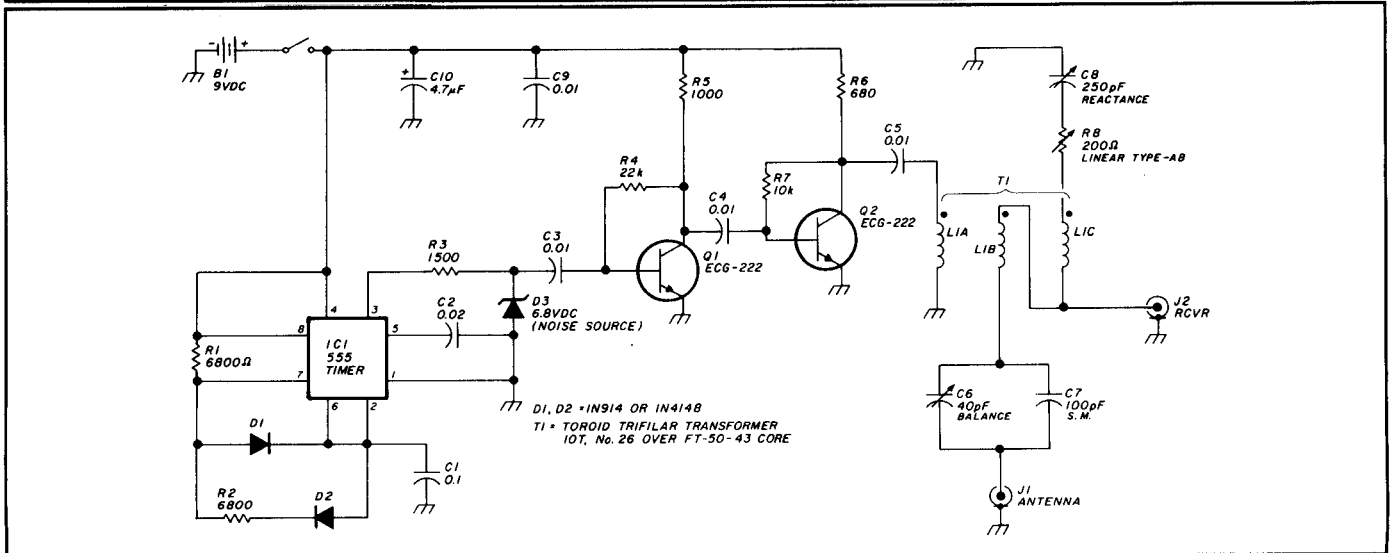 - +
B1
9VDC
+
C10
4.7µF
C9
0.01
R5
1000
R6
680
C8
250pF
REACTANCE
R8
200Ω
LINEAR TYPE-AB
C5
0.01
R4
22k
R7
10k
C4
0.01
Q2
ECG-222
T1
L1A
L1B
L1C
R3
1500
C3
0.01
Q1
ECG-222
J2
RCVR
C2
0.02
D3
6.8VDC
(NOISE SOURCE)
4
3
8
5
7
1
6
2
IC1
555
TIMER
R1
6800Ω
C6
40pF
BALANCE
C7
100pF
S.M.
D1, D2 = IN914 OR IN4148
T1 = TOROID TRIFILAR TRANSFORMER
10T, No. 26 OVER FT-50-43 CORE
D1
C1
0.1
R2
6800
D2
J1
ANTENNA